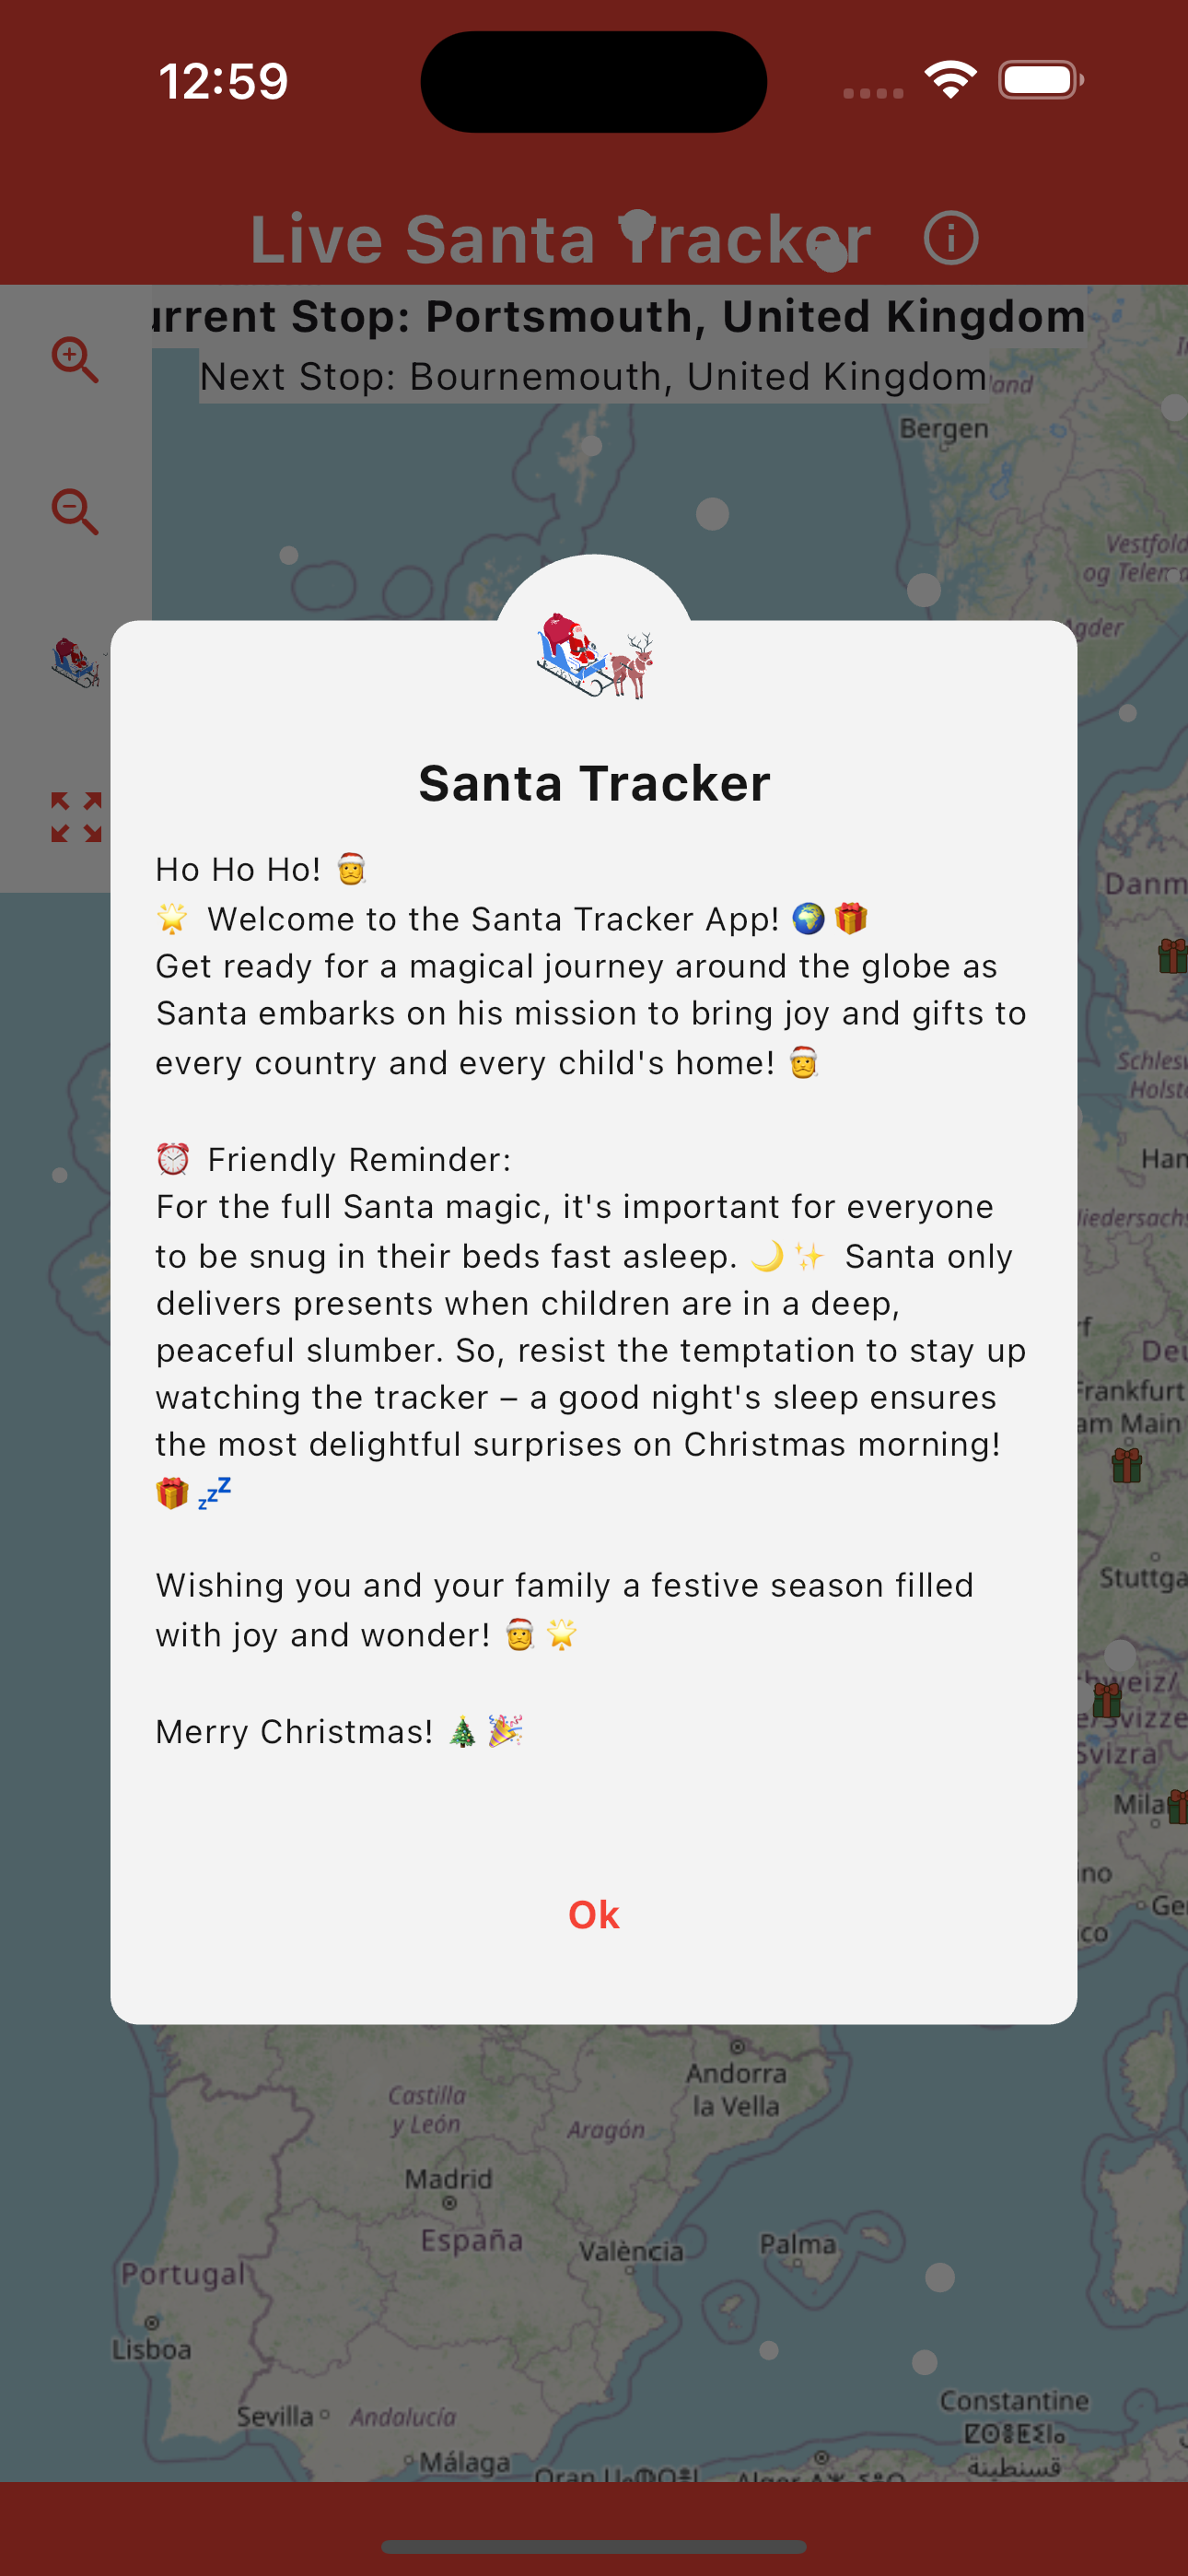 12:59
Live Santa Tracker
urrent Stop: Portsmouth, United Kingdom
Next Stop: Bournemouth, United Kingdom
land
Bergen
Vestfold
og Telem
Agder
Santa Tracker
Ho Ho Ho! 🎅
🌟 Welcome to the Santa Tracker App! 🌍🎁
Get ready for a magical journey around the globe as
Santa embarks on his mission to bring joy and gifts to
every country and every child's home! 🎅
⏰ Friendly Reminder:
For the full Santa magic, it's important for everyone
to be snug in their beds fast asleep. 🌙✨ Santa only
delivers presents when children are in a deep,
peaceful slumber. So, resist the temptation to stay up
watching the tracker – a good night's sleep ensures
the most delightful surprises on Christmas morning!
🎁💤
Wishing you and your family a festive season filled
with joy and wonder! 🎅🌟
Merry Christmas! 🎄🎉
Ok
Danm
Schlesw
Holste
Han
iedersachs
rf
Deu
Frankfurt
am Main
Stuttga
hweiz/
e/Svizze
Svizra
Mila
ino
Ge
co
Andorra
la Vella
Castilla
y León
Aragón
Madrid
España
València
Palma
Portugal
Lisboa
Sevilla
Andalucía
Málaga
Constantine
ⵇⵙⴻⵎⵟⵉⵏⴰ
قسنطينة
Oran